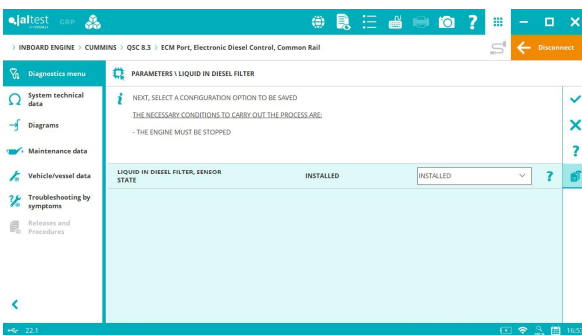 jaltest GRP
> INBOARD ENGINE > CUMMINS > QSC 8.3 > ECM Port, Electronic Diesel Control, Common Rail
Disconnect
Diagnostics menu
PARAMETERS \ LIQUID IN DIESEL FILTER
System technical
data
NEXT, SELECT A CONFIGURATION OPTION TO BE SAVED
THE NECESSARY CONDITIONS TO CARRY OUT THE PROCESS ARE:
Diagrams
- THE ENGINE MUST BE STOPPED
Maintenance data
Vehicle/vessel data
LIQUID IN DIESEL FILTER, SENSOR
STATE
INSTALLED
INSTALLED
Troubleshooting by
symptoms
Releases and
Procedures
22.1